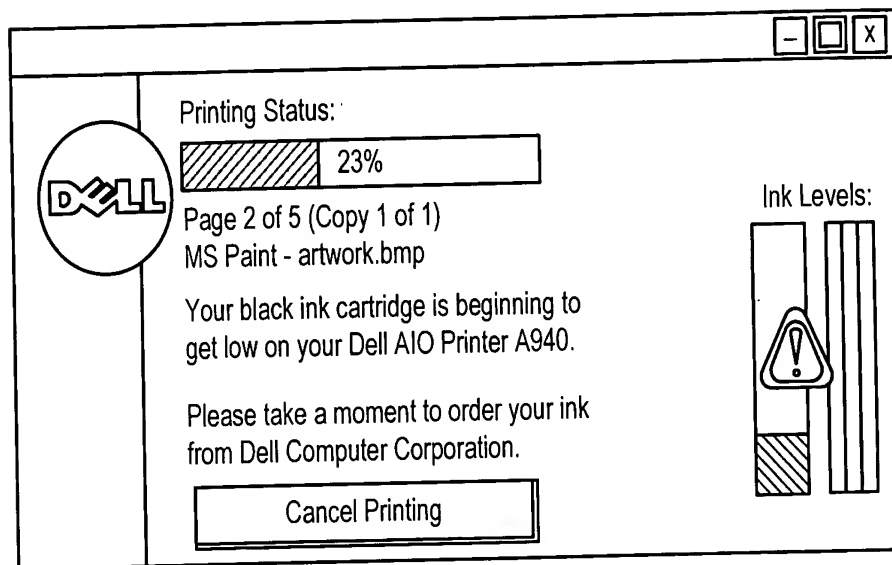 _ X
DELL
Printing Status:
23%
Page 2 of 5 (Copy 1 of 1)
MS Paint - artwork.bmp
Your black ink cartridge is beginning to
get low on your Dell AIO Printer A940.
Please take a moment to order your ink
from Dell Computer Corporation.
Cancel Printing
Ink Levels:
!